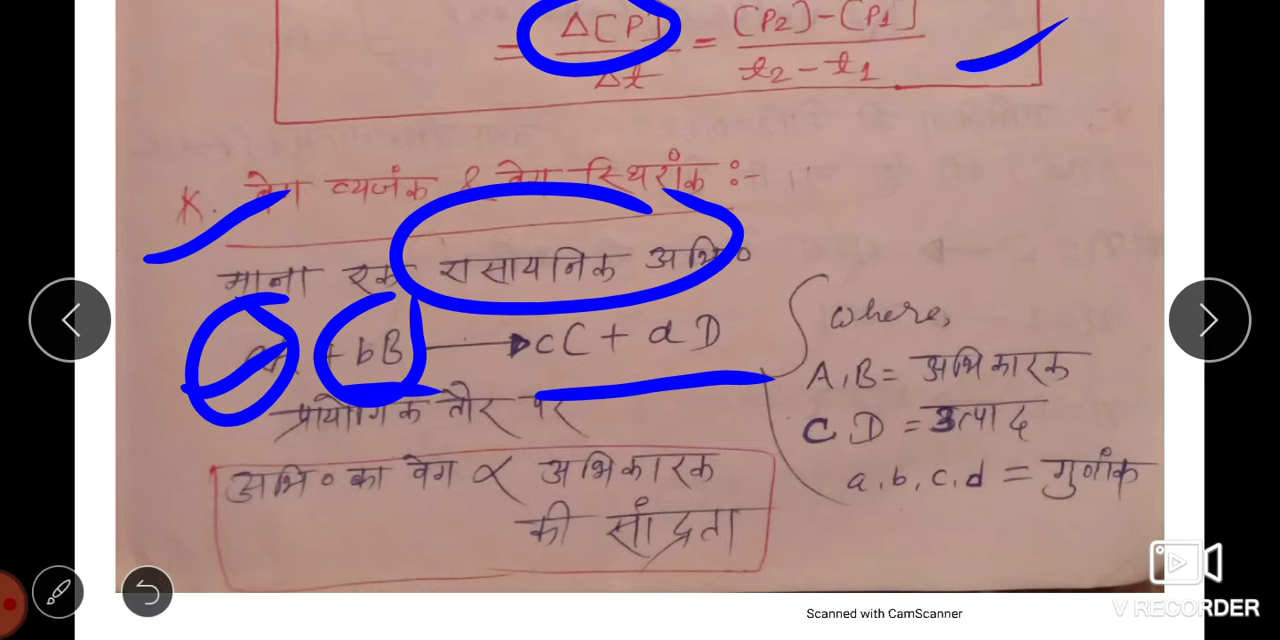 = Δ[P] / Δt = [P2]-[P1] / t2 - t1
*. वेग व्यजंक & वेग स्थिरांक :-
माना एक रासायनिक अभि०
+ bB → cC + dD
प्रायोगिक तौर पर
अभि० का वेग ∝ अभिकारक
की सांद्रता
where,
A,B = अभिकारक
C,D = उत्पाद
a,b,c,d = गुणांक
Scanned with CamScanner
V RECORDER